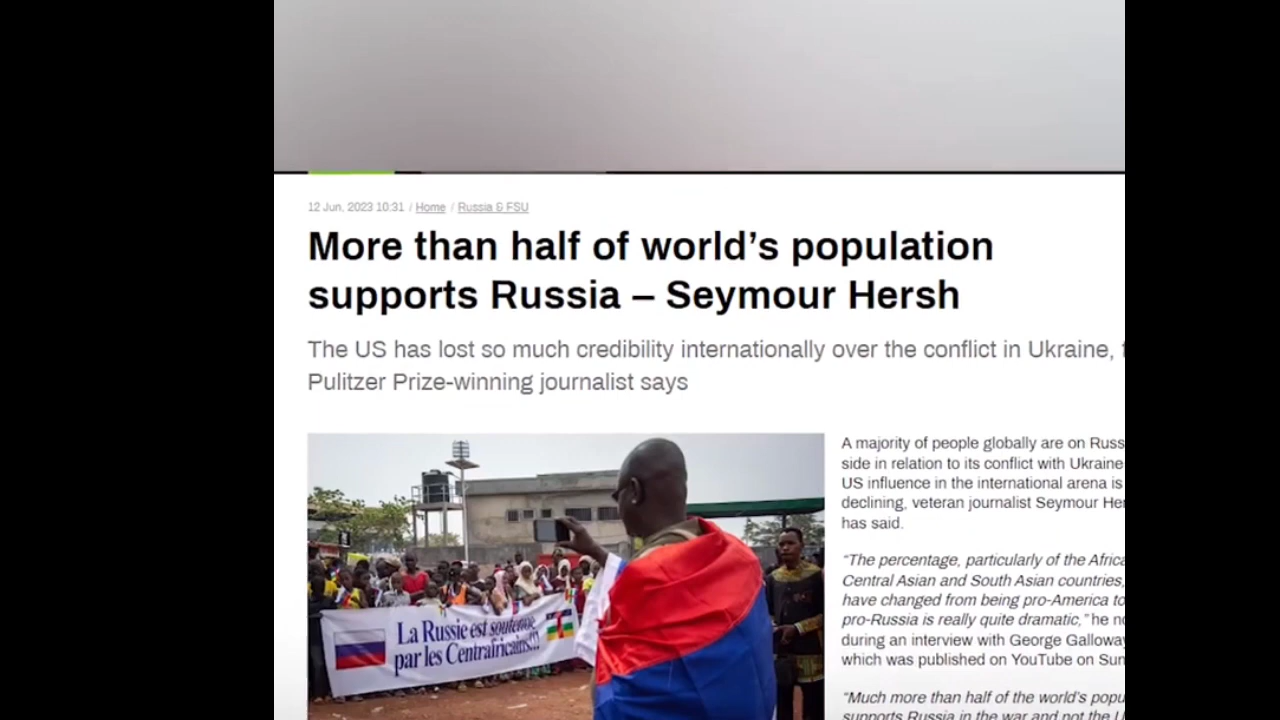 12 Jun, 2023 10:31 / Home / Russia & FSU
More than half of world's population
supports Russia – Seymour Hersh
The US has lost so much credibility internationally over the conflict in Ukraine,
Pulitzer Prize-winning journalist says
A majority of people globally are on Russ
side in relation to its conflict with Ukraine
US influence in the international arena is
declining, veteran journalist Seymour Her
has said.
“The percentage, particularly of the Africa
Central Asian and South Asian countries,
have changed from being pro-America to
pro-Russia is really quite dramatic,” he no
during an interview with George Galloway
which was published on YouTube on Sun
“Much more than half of the world's popu
supports Russia in the war and not the U
La Russie est soutenue
par les Centrafricains!!!